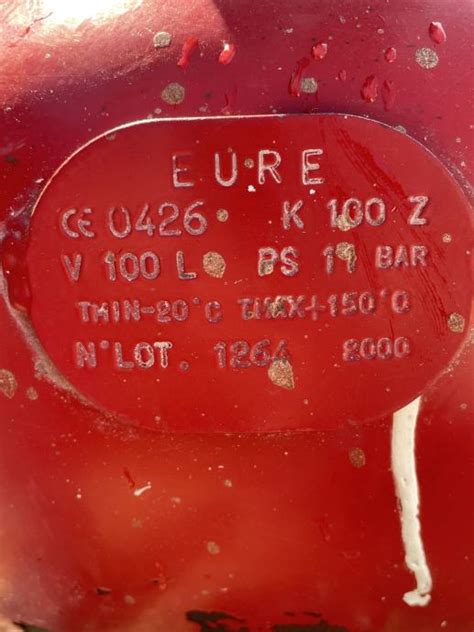 EURE
CE 0426 K 100 Z
V 100 L PS 11 BAR
TMIN-20°C TMAX+150°C
N°LOT. 1264 2000